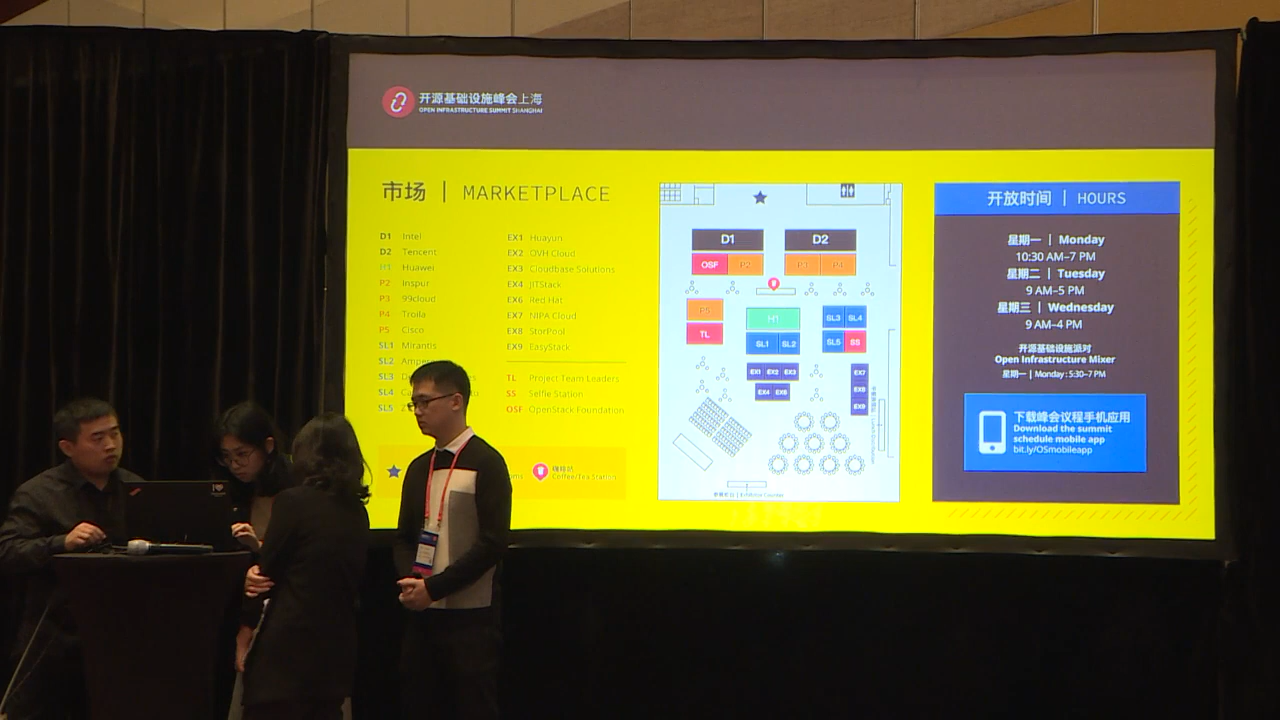 开源基础设施峰会上海
OPEN INFRASTRUCTURE SUMMIT SHANGHAI
市场 | MARKETPLACE
D1 Intel
D2 Tencent
H1 Huawei
P2 Inspur
P3 99cloud
P4 Troila
P5 Cisco
SL1 Mirantis
SL2
SL3
SL4
SL5
EX1 Huayun
EX2 OVH Cloud
EX3 Cloudbase Solutions
EX4 JITStack
EX6 Red Hat
EX7 NIPA Cloud
EX8 StorPool
EX9 EasyStack
TL Project Team Leaders
SS Selfie Station
OSF OpenStack Foundation
Coffee/Tea Station
D1 D2
OSF P2 P3 P4
P5 H1 SL3 SL4
TL SL1 SL2 SL5 SS
EX1 EX2 EX3 EX7
EX4 EX6 EX8
EX9
开放时间 | HOURS
星期一 | Monday
10:30 AM–7 PM
星期二 | Tuesday
9 AM–5 PM
星期三 | Wednesday
9 AM–4 PM
开源基础设施派对
Open Infrastructure Mixer
星期一 | Monday : 5:30–7 PM
下载峰会议程手机应用
Download the summit
schedule mobile app
bit.ly/OSmobileapp